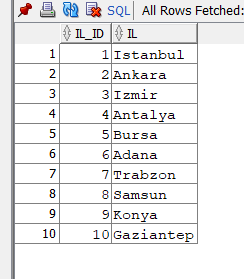 SQL | All Rows Fetched:
IL_ID IL
1 1 Istanbul
2 2 Ankara
3 3 Izmir
4 4 Antalya
5 5 Bursa
6 6 Adana
7 7 Trabzon
8 8 Samsun
9 9 Konya
10 10 Gaziantep